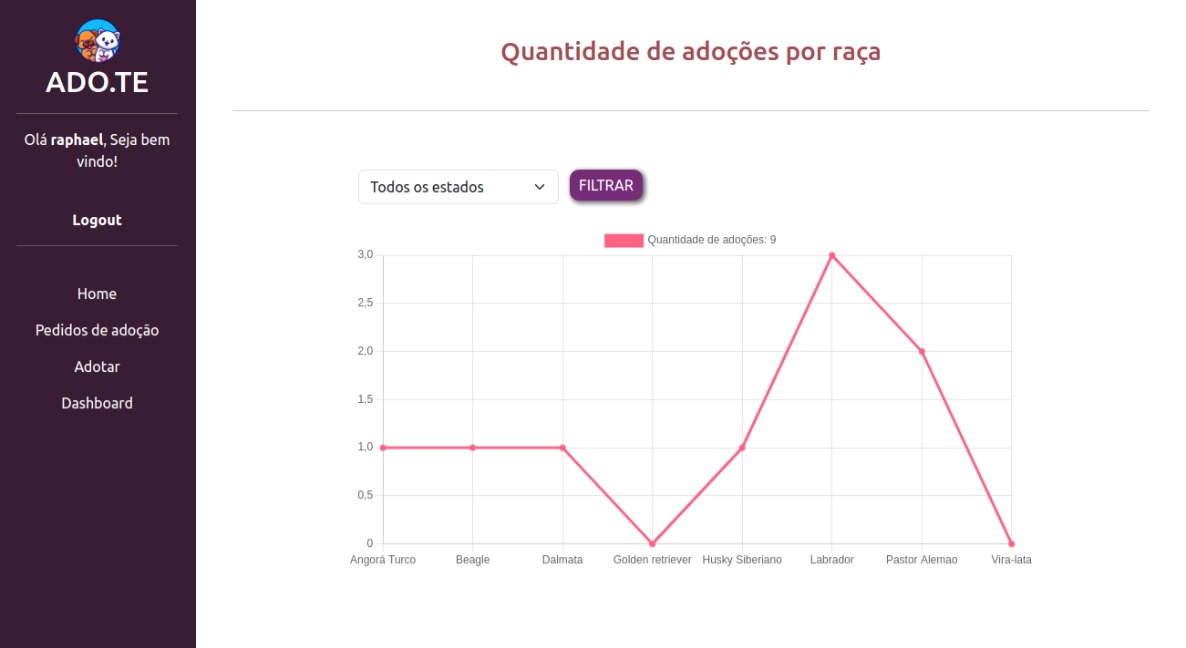 ADO.TE
Olá raphael, Seja bem
vindo!
Logout
Home
Pedidos de adoção
Adotar
Dashboard
Quantidade de adoções por raça
Todos os estados
FILTRAR
Quantidade de adoções: 9
3,0
2,5
2,0
1,5
1,0
0,5
0
Angorá Turco Beagle Dalmata Golden retriever Husky Siberiano Labrador Pastor Alemao Vira-lata